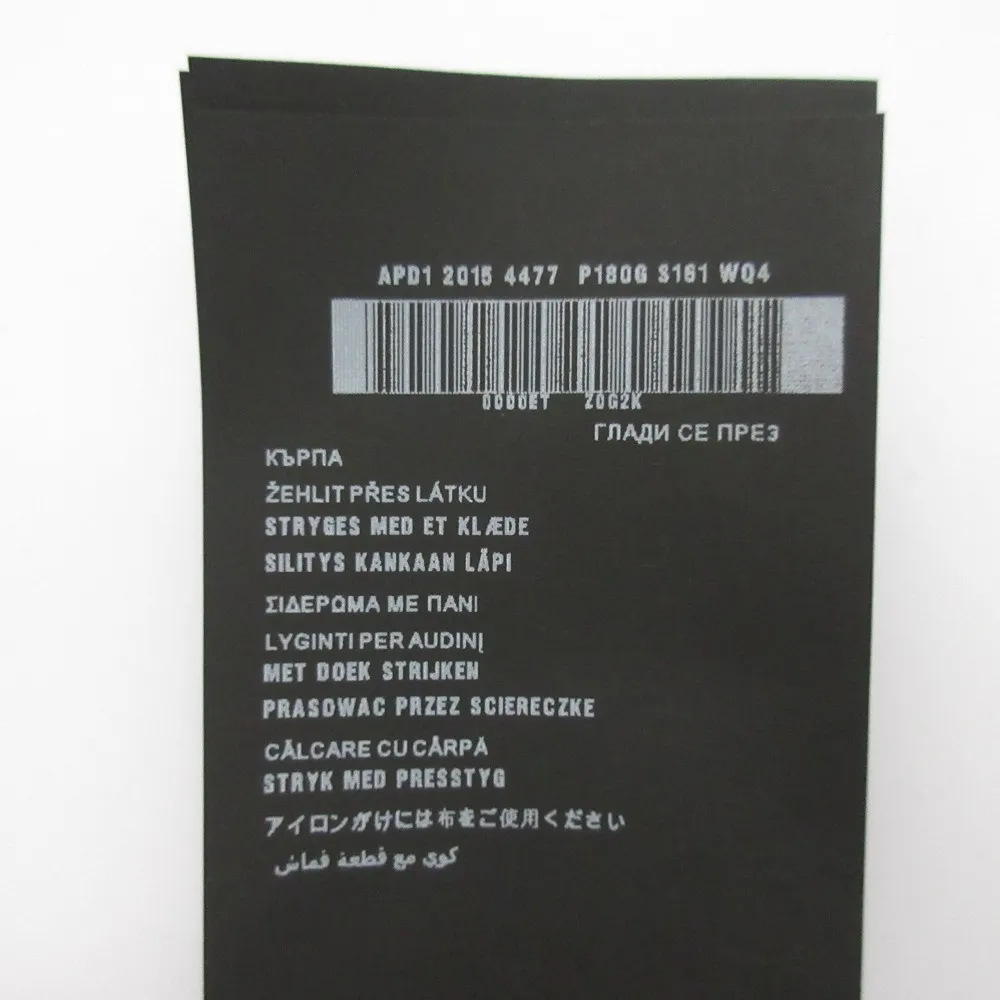 APD1 2015 4477 P180G S161 WQ4
0000ET Z0G2K
ГЛАДИ СЕ ПРЕЗ
КЪРПА
ŽEHLIT PŘES LÁTKU
STRYGES MED ET KLÆDE
SILITYS KANKAAN LÄPI
ΣΙΔΕΡΩΜΑ ΜΕ ΠΑΝΙ
LYGINTI PER AUDINĮ
MET DOEK STRIJKEN
PRASOWAC PRZEZ SCIERECZKE
CĂLCARE CU CÂRPĂ
STRYK MED PRESSTYG
アイロンがけには布をご使用ください
كوي مع قطعة قماش